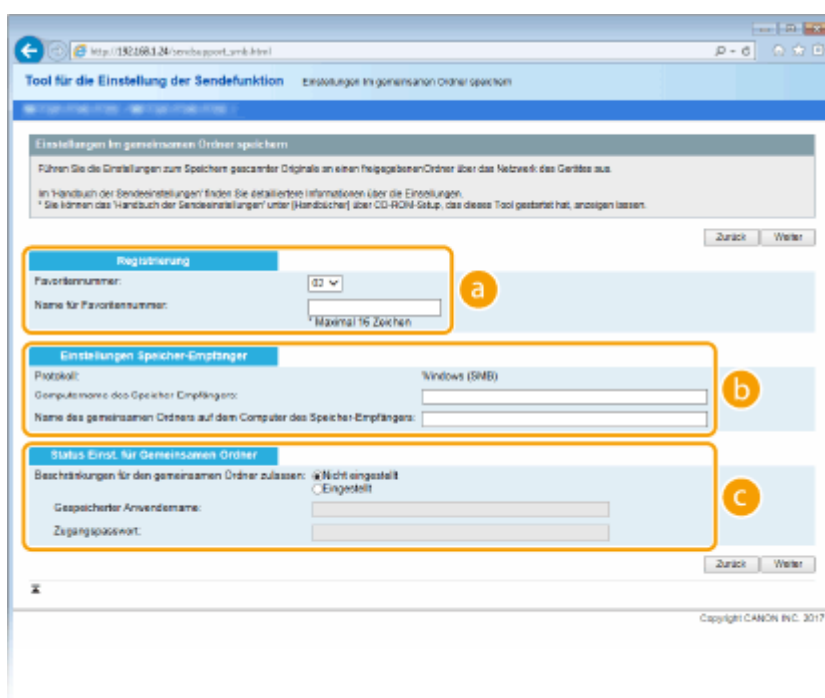 http://192.168.1.24/sendsupport_smb.html
Tool für die Einstellung der Sendefunktion Einstellungen Im gemeinsamen Ordner speichern
Einstellungen Im gemeinsamen Ordner speichern
Führen Sie die Einstellungen zum Speichern gescannter Originale an einen freigegebenen Ordner über das Netzwerk des Gerätes aus.
Im 'Handbuch der Sendeeinstellungen' finden Sie detailliertere Informationen über die Einstellungen.
* Sie können das 'Handbuch der Sendeeinstellungen' unter [Handbücher] über CD-ROM-Setup, das dieses Tool gestartet hat, anzeigen lassen.
Zurück Weiter
Registrierung
Favoritennummer: 02
Name für Favoritennummer:
* Maximal 16 Zeichen
a
Einstellungen Speicher-Empfänger
Protokoll: Windows (SMB)
Computername des Speicher Empfängers:
Name des gemeinsamen Ordners auf dem Computer des Speicher-Empfängers:
b
Status Einst. für Gemeinsamen Ordner
Beschränkungen für den gemeinsamen Ordner zulassen: Nicht eingestellt
Eingestellt
Gespeicherter Anwendername:
Zugangspasswort:
c
Zurück Weiter
Copyright CANON INC. 2017